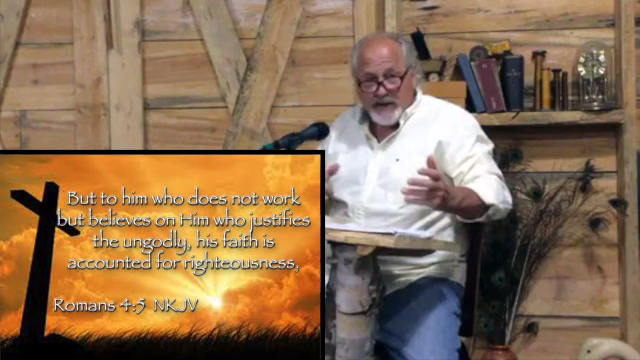 But to him who does not work
but believes on Him who justifies
the ungodly, his faith is
accounted for righteousness,
Romans 4:5 NKJV